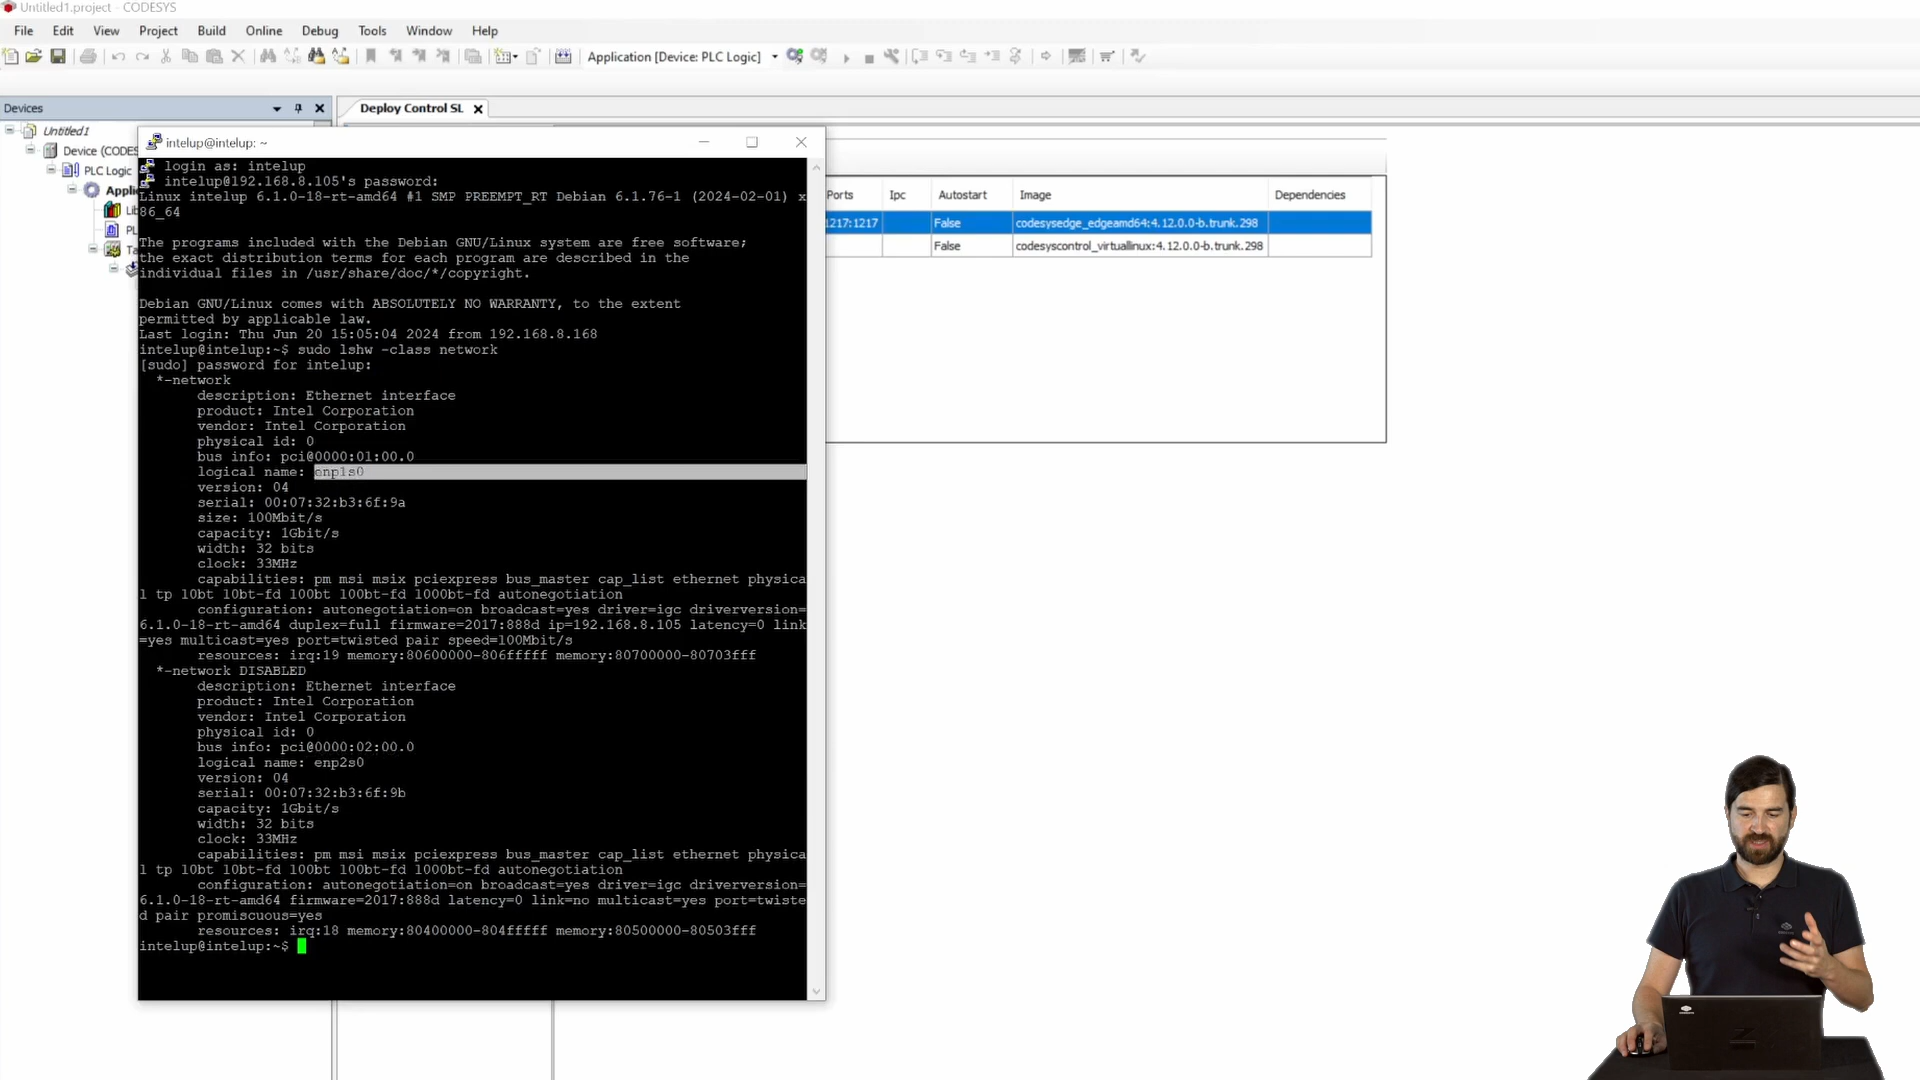 Untitled1.project - CODESYS
File Edit View Project Build Online Debug Tools Window Help
Application [Device: PLC Logic]
Devices
Deploy Control SL
Untitled1
Device (CODES
PLC Logic
Appli
Lib
PL
Ta
Ports Ipc Autostart Image Dependencies
1217:1217 False codesysedge_edgeamd64:4.12.0.0-b.trunk.298
False codesyscontrol_virtuallinux:4.12.0.0-b.trunk.298
intelup@intelup: ~
login as: intelup
intelup@192.168.8.105's password:
Linux intelup 6.1.0-18-rt-amd64 #1 SMP PREEMPT_RT Debian 6.1.76-1 (2024-02-01) x
86_64
The programs included with the Debian GNU/Linux system are free software;
the exact distribution terms for each program are described in the
individual files in /usr/share/doc/*/copyright.
Debian GNU/Linux comes with ABSOLUTELY NO WARRANTY, to the extent
permitted by applicable law.
Last login: Thu Jun 20 15:05:04 2024 from 192.168.8.168
intelup@intelup:~$ sudo lshw -class network
[sudo] password for intelup:
*-network
description: Ethernet interface
product: Intel Corporation
vendor: Intel Corporation
physical id: 0
bus info: pci@0000:01:00.0
logical name: enp1s0
version: 04
serial: 00:07:32:b3:6f:9a
size: 100Mbit/s
capacity: 1Gbit/s
width: 32 bits
clock: 33MHz
capabilities: pm msi msix pciexpress bus_master cap_list ethernet physica
l tp 10bt 10bt-fd 100bt 100bt-fd 1000bt-fd autonegotiation
configuration: autonegotiation=on broadcast=yes driver=igc driverversion=
6.1.0-18-rt-amd64 duplex=full firmware=2017:888d ip=192.168.8.105 latency=0 link
=yes multicast=yes port=twisted pair speed=100Mbit/s
resources: irq:19 memory:80600000-806fffff memory:80700000-80703fff
*-network DISABLED
description: Ethernet interface
product: Intel Corporation
vendor: Intel Corporation
physical id: 0
bus info: pci@0000:02:00.0
logical name: enp2s0
version: 04
serial: 00:07:32:b3:6f:9b
capacity: 1Gbit/s
width: 32 bits
clock: 33MHz
capabilities: pm msi msix pciexpress bus_master cap_list ethernet physica
l tp 10bt 10bt-fd 100bt 100bt-fd 1000bt-fd autonegotiation
configuration: autonegotiation=on broadcast=yes driver=igc driverversion=
6.1.0-18-rt-amd64 firmware=2017:888d latency=0 link=no multicast=yes port=twiste
d pair promiscuous=yes
resources: irq:18 memory:80400000-804fffff memory:80500000-80503fff
intelup@intelup:~$